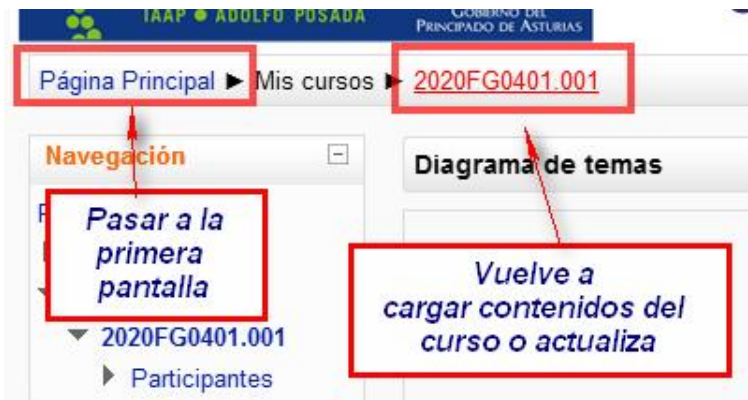 IAAP ● ADOLFO POSADA
GOBIERNO DEL
PRINCIPADO DE ASTURIAS
Página Principal ► Mis cursos ► 2020FG0401.001
Navegación
Diagrama de temas
Pasar a la
primera
pantalla
Vuelve a
cargar contenidos del
curso o actualiza
2020FG0401.001
Participantes